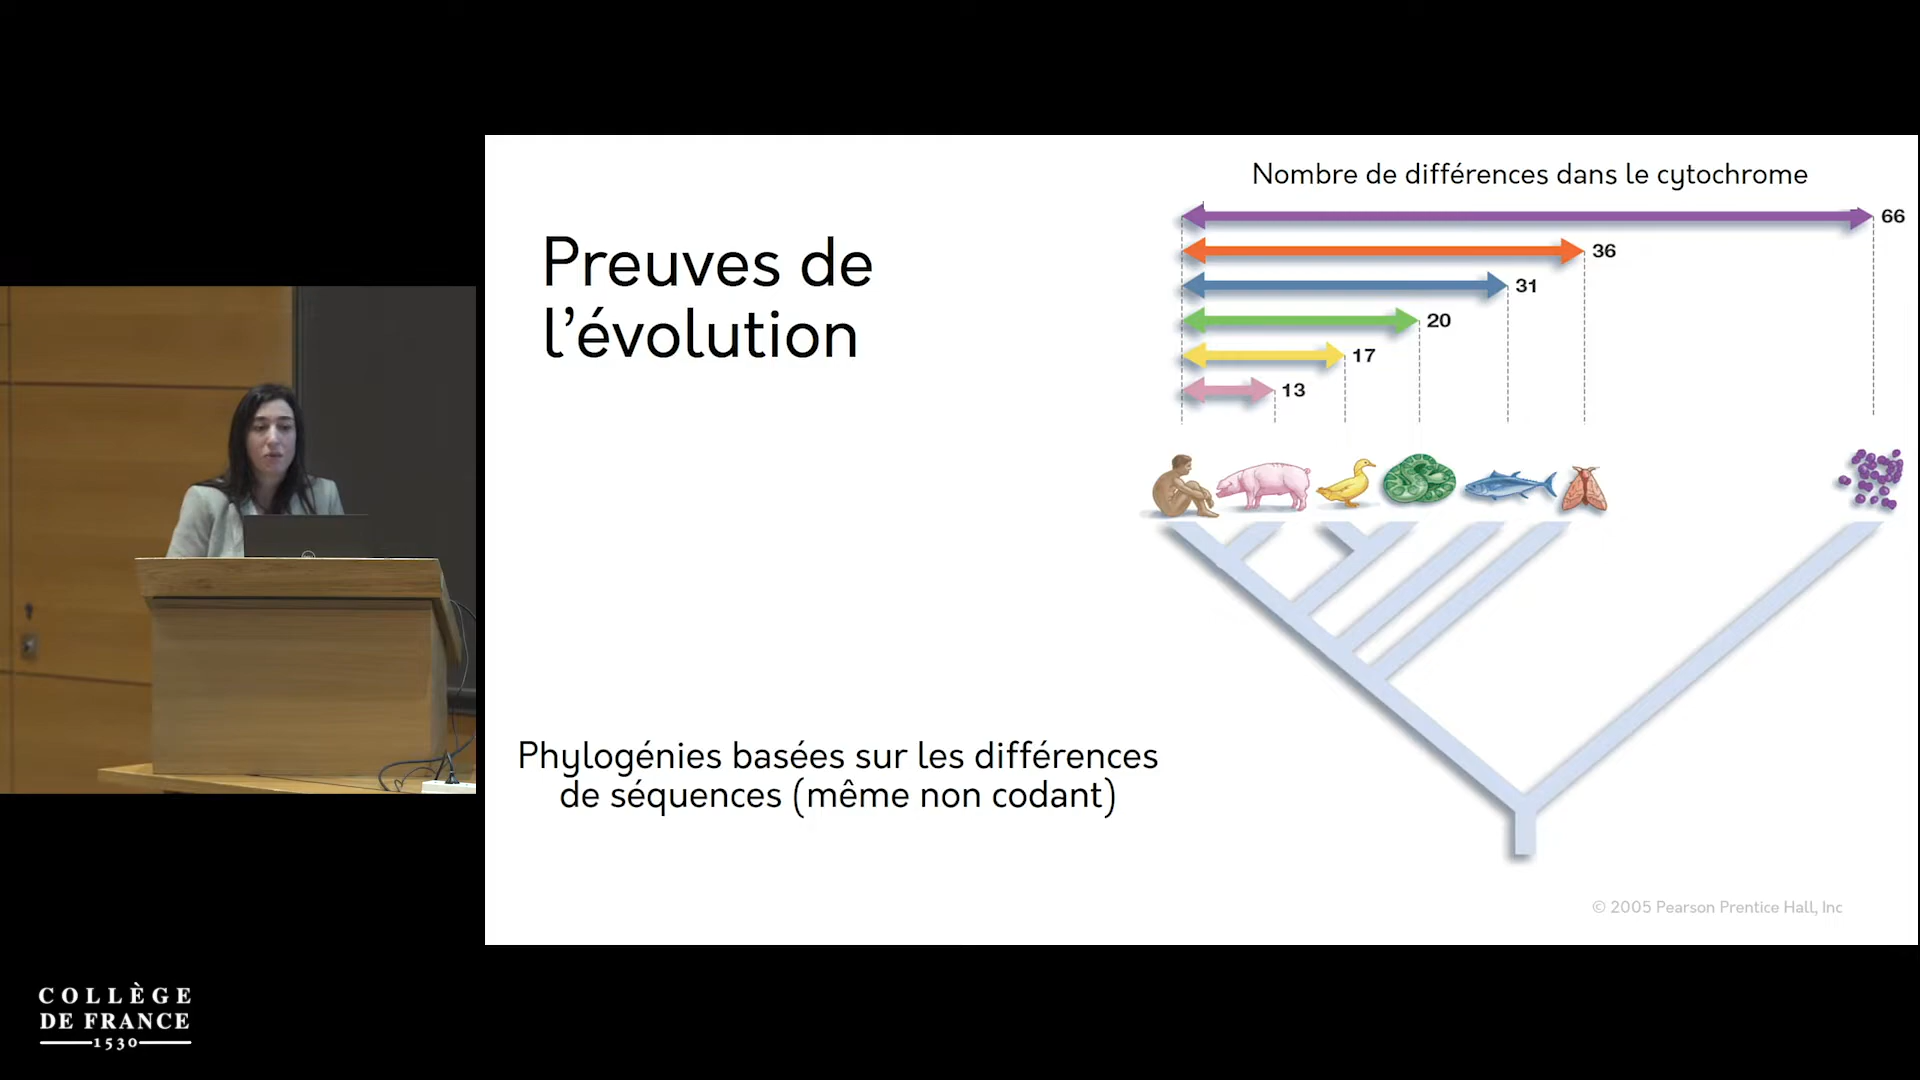 Preuves de
l’évolution
Phylogénies basées sur les différences
de séquences (même non codant)
Nombre de différences dans le cytochrome
66
36
31
20
17
13
© 2005 Pearson Prentice Hall, Inc
COLLÈGE
DE FRANCE
1530